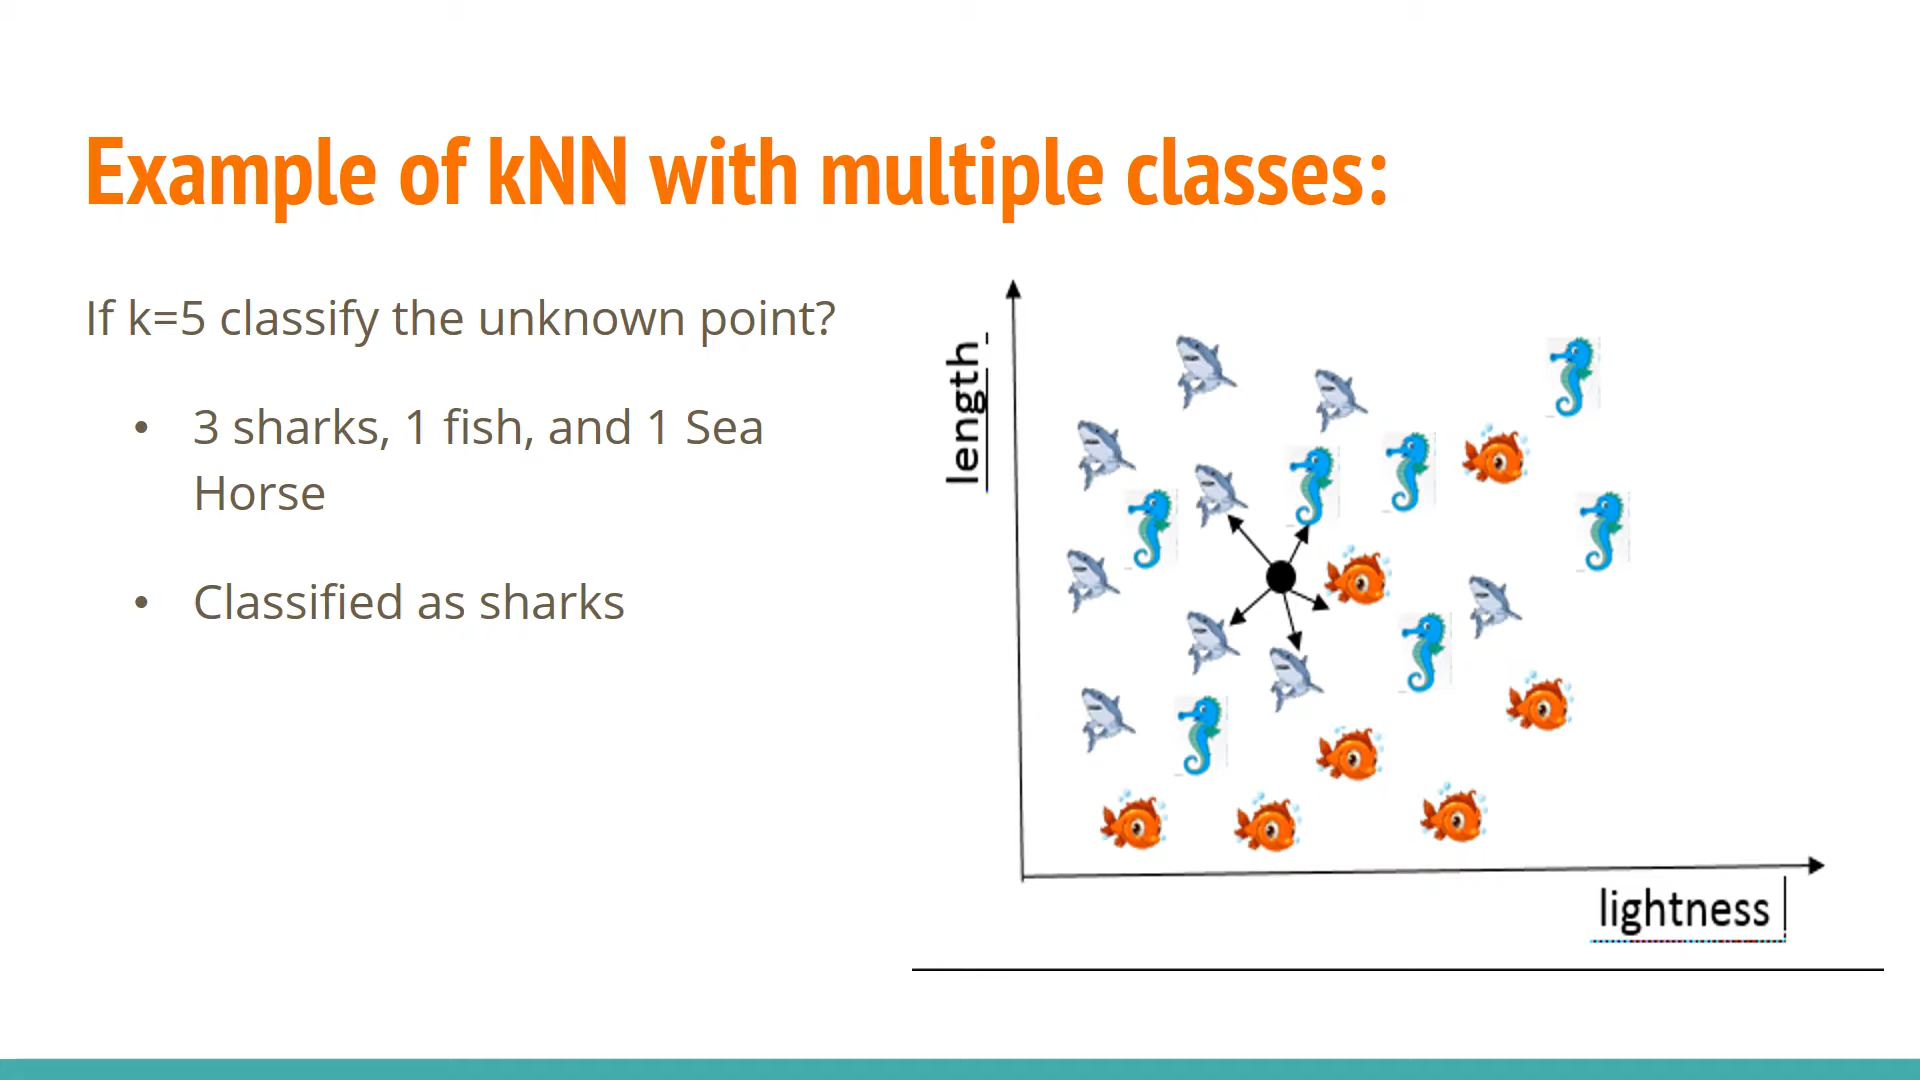 Example of kNN with multiple classes:
If k=5 classify the unknown point?
• 3 sharks, 1 fish, and 1 Sea
Horse
• Classified as sharks
length
lightness